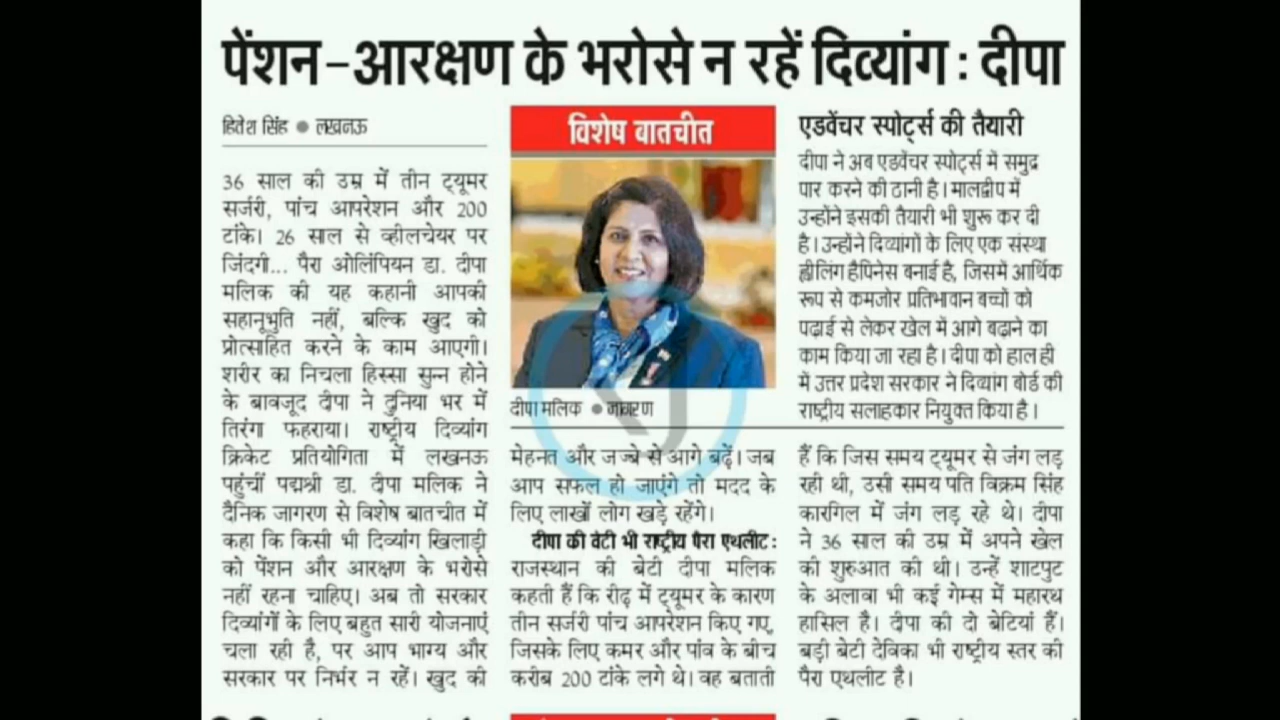 पेंशन-आरक्षण के भरोसे न रहें दिव्यांग : दीपा
हितेश सिंह ● लखनऊ
36 साल की उम्र में तीन ट्यूमर
सर्जरी, पांच आपरेशन और 200
टांके। 26 साल से व्हीलचेयर पर
जिंदगी... पैरा ओलिंपियन डा. दीपा
मलिक की यह कहानी आपकी
सहानूभुति नहीं, बल्कि खुद को
प्रोत्साहित करने के काम आएगी।
शरीर का निचला हिस्सा सुन्न होने
के बावजूद दीपा ने दुनिया भर में
तिरंगा फहराया। राष्ट्रीय दिव्यांग
क्रिकेट प्रतियोगिता में लखनऊ
पहुंचीं पद्मश्री डा. दीपा मलिक ने
दैनिक जागरण से विशेष बातचीत में
कहा कि किसी भी दिव्यांग खिलाड़ी
को पेंशन और आरक्षण के भरोसे
नहीं रहना चाहिए। अब तो सरकार
दिव्यांगों के लिए बहुत सारी योजनाएं
चला रही है, पर आप भाग्य और
सरकार पर निर्भर न रहें। खुद की
विशेष बातचीत
दीपा मलिक ● जागरण
मेहनत और जज्बे से आगे बढ़ें। जब
आप सफल हो जाएंगे तो मदद के
लिए लाखों लोग खड़े रहेंगे।
दीपा की बेटी भी राष्ट्रीय पैरा एथलीट :
राजस्थान की बेटी दीपा मलिक
कहती हैं कि रीढ़ में ट्यूमर के कारण
तीन सर्जरी पांच आपरेशन किए गए,
जिसके लिए कमर और पांव के बीच
करीब 200 टांके लगे थे। वह बताती
एडवेंचर स्पोर्ट्स की तैयारी
दीपा ने अब एडवेंचर स्पोर्ट्स में समुद्र
पार करने की ठानी है। मालद्वीप में
उन्होंने इसकी तैयारी भी शुरू कर दी
है। उन्होंने दिव्यांगों के लिए एक संस्था
ह्वीलिंग हैपिनेस बनाई है, जिसमें आर्थिक
रूप से कमजोर प्रतिभावान बच्चों को
पढ़ाई से लेकर खेल में आगे बढ़ाने का
काम किया जा रहा है। दीपा को हाल ही
में उत्तर प्रदेश सरकार ने दिव्यांग बोर्ड की
राष्ट्रीय सलाहकार नियुक्त किया है।
हैं कि जिस समय ट्यूमर से जंग लड़
रही थी, उसी समय पति विक्रम सिंह
कारगिल में जंग लड़ रहे थे। दीपा
ने 36 साल की उम्र में अपने खेल
की शुरुआत की थी। उन्हें शाटपुट
के अलावा भी कई गेम्स में महारथ
हासिल है। दीपा की दो बेटियां हैं।
बड़ी बेटी देविका भी राष्ट्रीय स्तर की
पैरा एथलीट है।